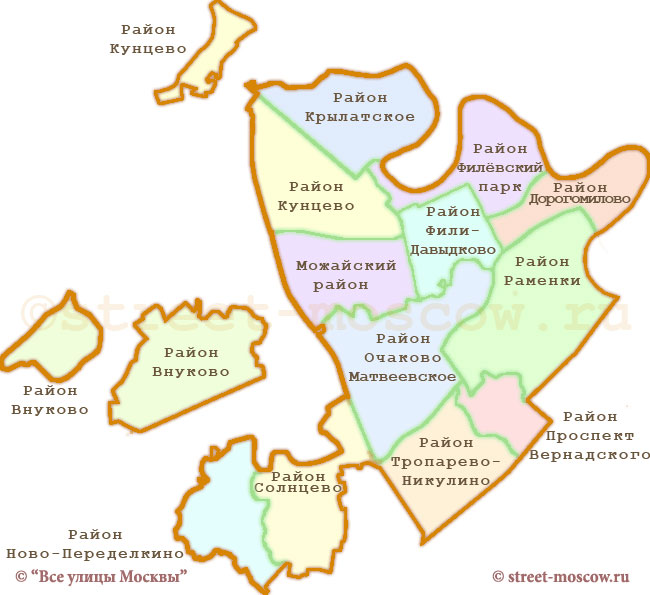 Район
Кунцево
Район
Крылатское
Район
Филёвский
парк
Район
Дорогомилово
Район
Кунцево
Район
Фили-
Давыдково
Можайский
район
Район
Раменки
©street-moscow.ru
Район
Очаково
Матвеевское
Район
Внуково
Район
Внуково
Район
Проспект
Вернадского
Район
Тропарево-
Никулино
Район
Солнцево
Район
Ново-Переделкино
© “Все улицы Москвы”
© street-moscow.ru